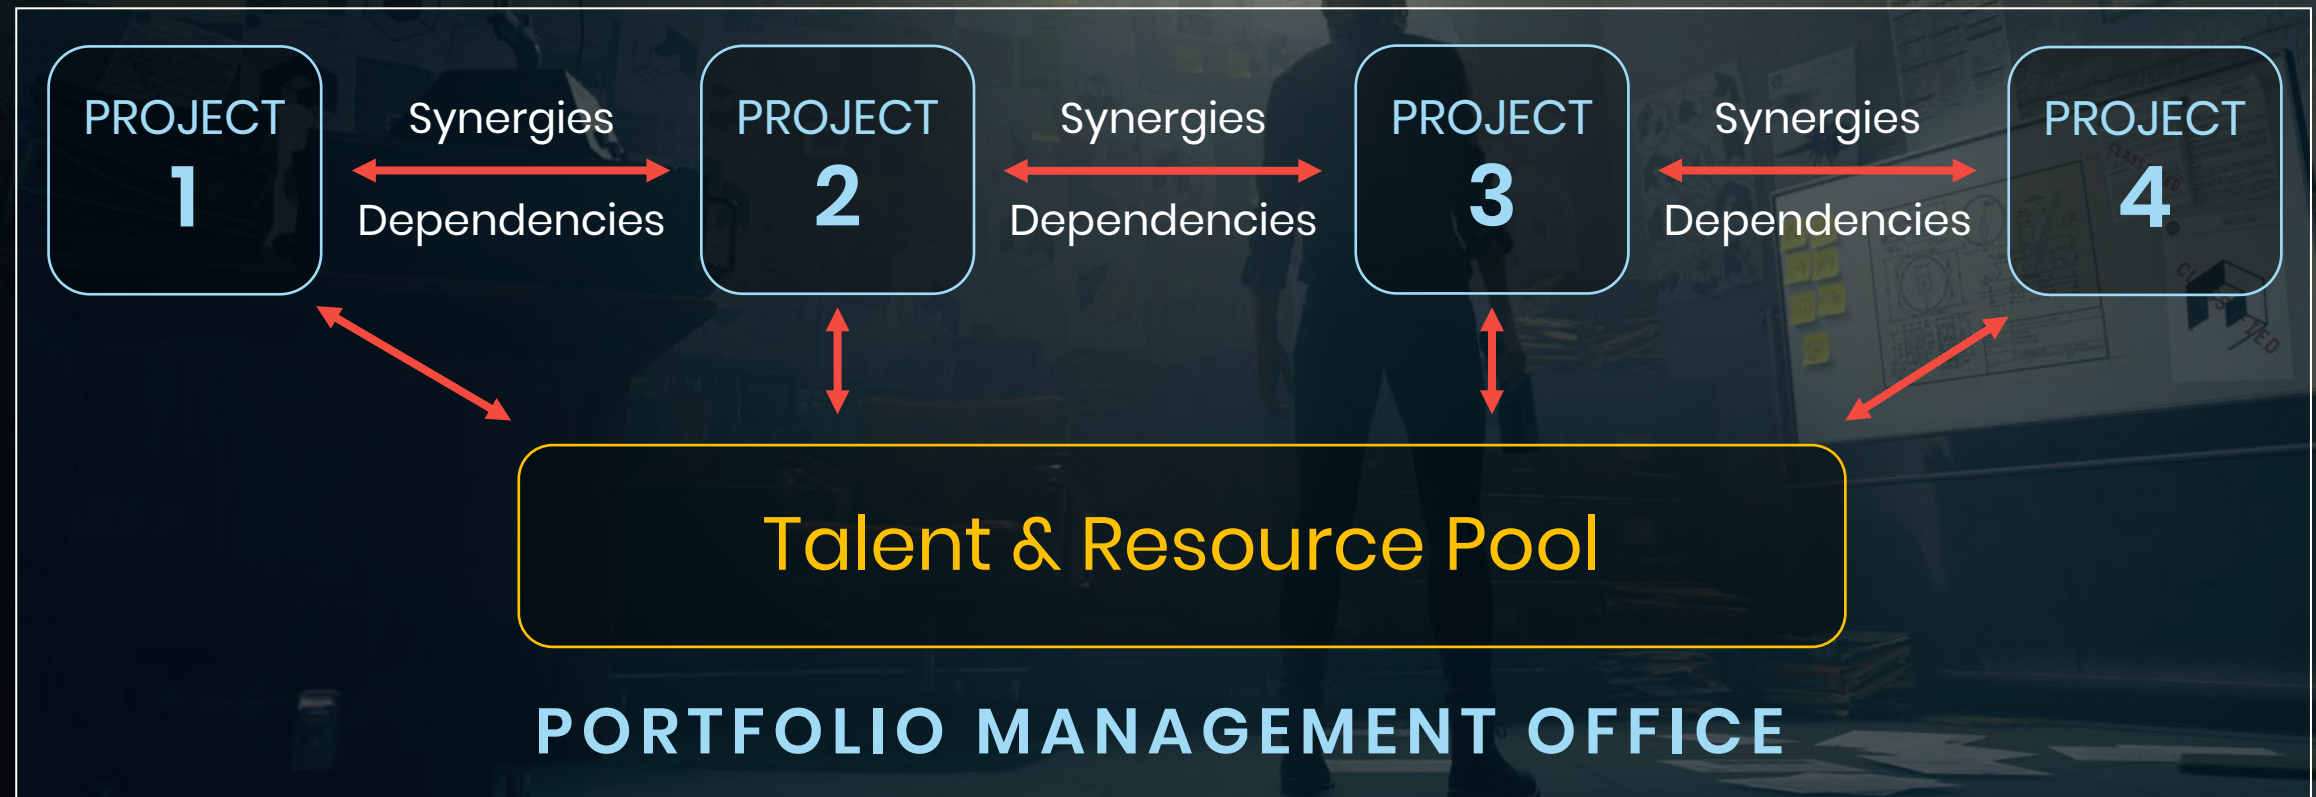 PROJECT
1
Synergies
Dependencies
PROJECT
2
Synergies
Dependencies
PROJECT
3
Synergies
Dependencies
PROJECT
4
Talent & Resource Pool
PORTFOLIO MANAGEMENT OFFICE